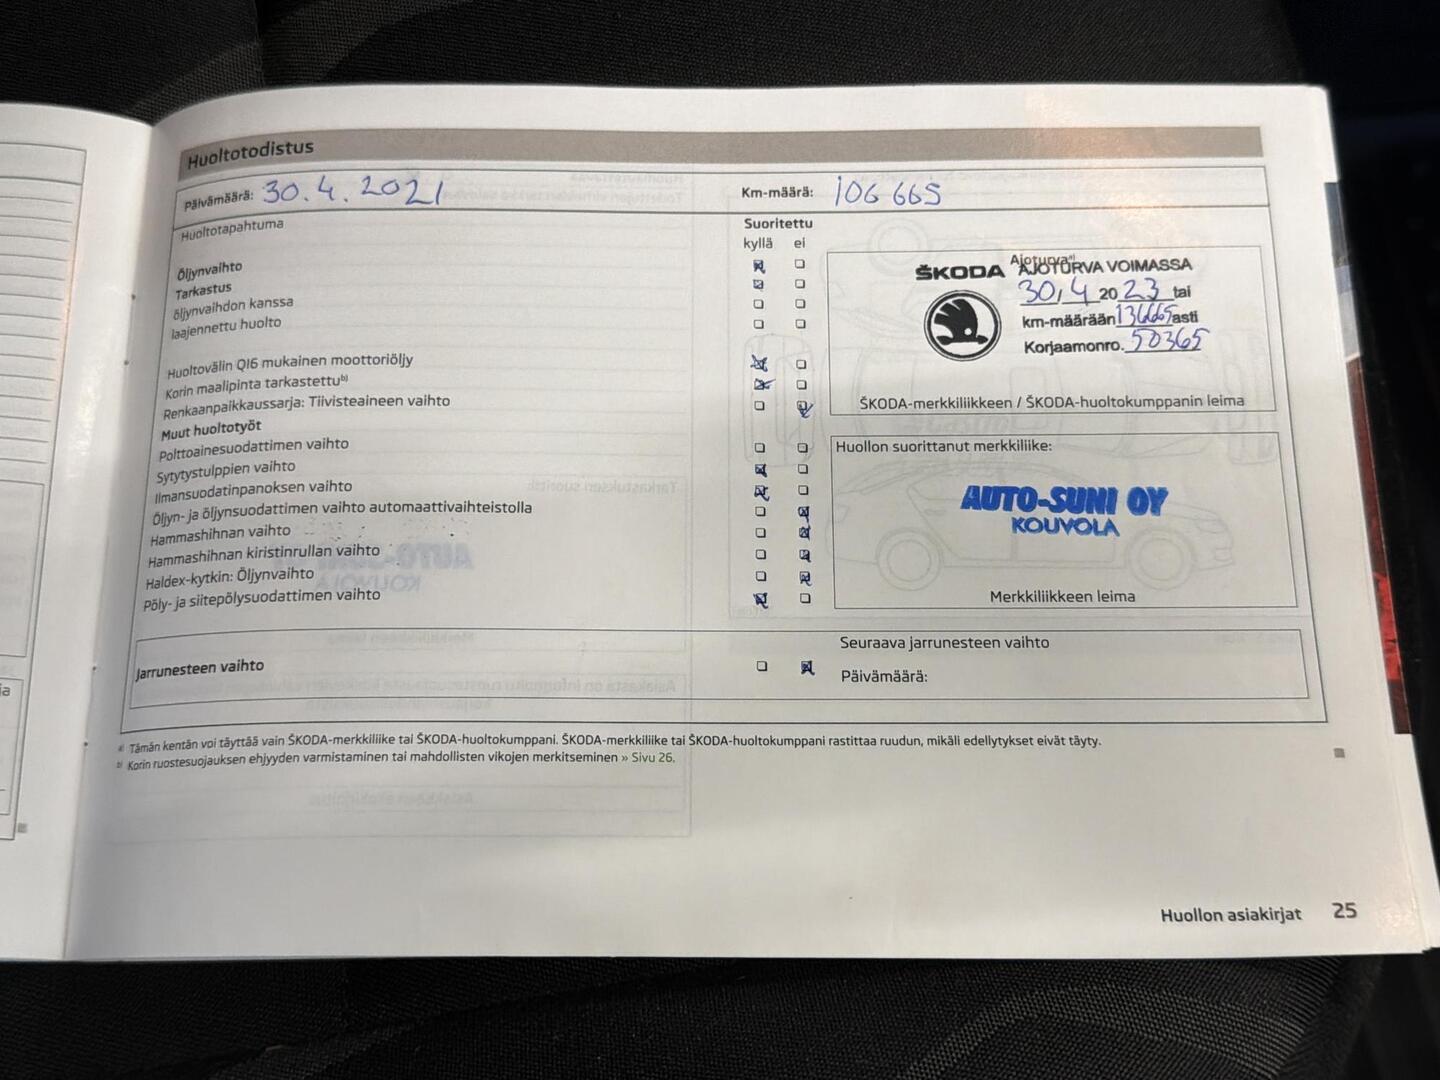 Huoltotodistus
Päivämäärä: 30.4.2021 Km-määrä: 106 665
Huoltotapahtuma Suoritettu
kyllä ei
Öljynvaihto
Tarkastus
öljynvaihdon kanssa
laajennettu huolto
Huoltovälin QI6 mukainen moottoriöljy
Korin maalipinta tarkastettu b)
Renkaanpaikkaussarja: Tiivisteaineen vaihto
Muut huoltotyöt
Polttoainesuodattimen vaihto
Sytytystulppien vaihto
Ilmansuodatinpanoksen vaihto
Öljyn- ja öljynsuodattimen vaihto automaattivaihteistolla
Hammashihnan vaihto
Hammashihnan kiristinrullan vaihto
Haldex-kytkin: Öljynvaihto
Pöly- ja siitepölysuodattimen vaihto
Ajoturva a)
ŠKODA AJOTURVA VOIMASSA
30,4 2023 tai
km-määrään 136665 asti
Korjaamonro. 50365
ŠKODA-merkkiliikkeen / ŠKODA-huoltokumppanin leima
Huollon suorittanut merkkiliike:
AUTO-SUNI OY
KOUVOLA
Merkkiliikkeen leima
Jarrunesteen vaihto
Seuraava jarrunesteen vaihto
Päivämäärä:
a) Tämän kentän voi täyttää vain ŠKODA-merkkiliike tai ŠKODA-huoltokumppani. ŠKODA-merkkiliike tai ŠKODA-huoltokumppani rastittaa ruudun, mikäli edellytykset eivät täyty.
b) Korin ruostesuojauksen ehjyyden varmistaminen tai mahdollisten vikojen merkitseminen » Sivu 26.
Huollon asiakirjat 25